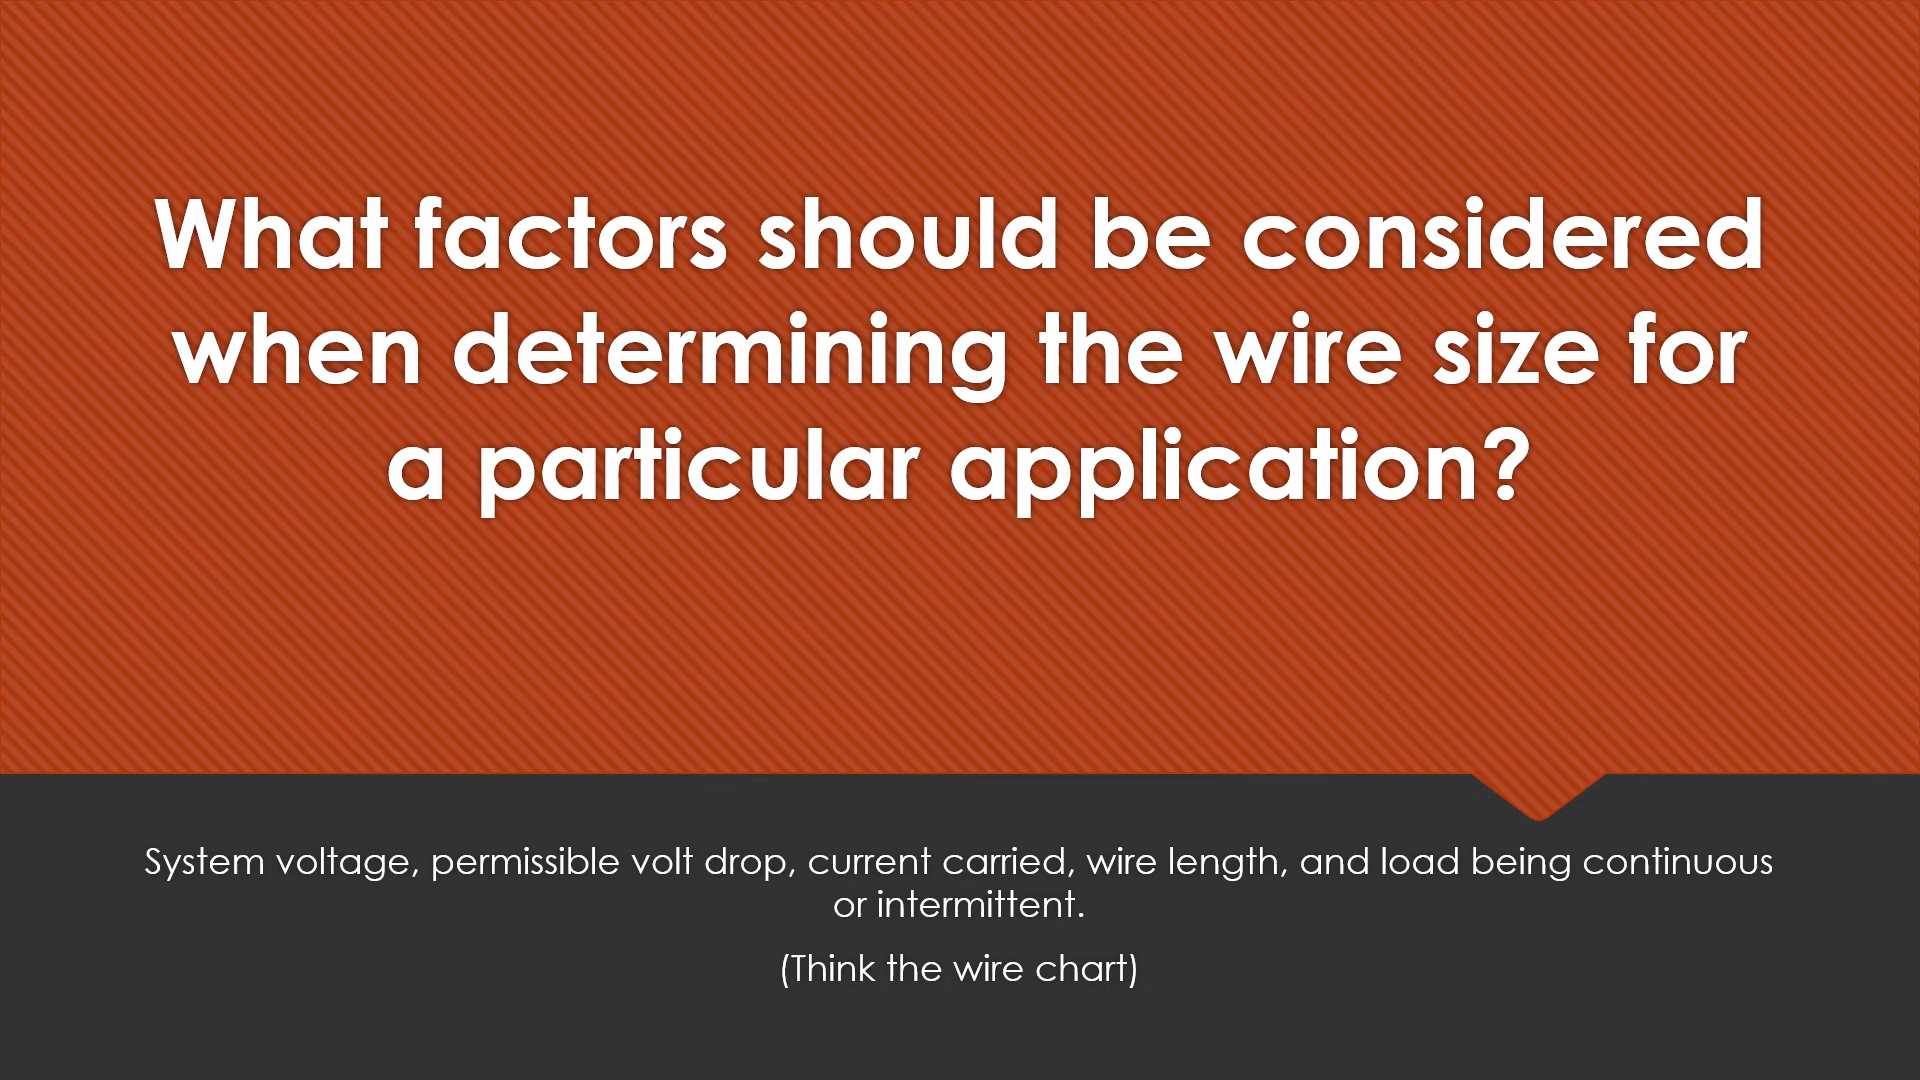 What factors should be considered
when determining the wire size for
a particular application?
System voltage, permissible volt drop, current carried, wire length, and load being continuous
or intermittent.
(Think the wire chart)